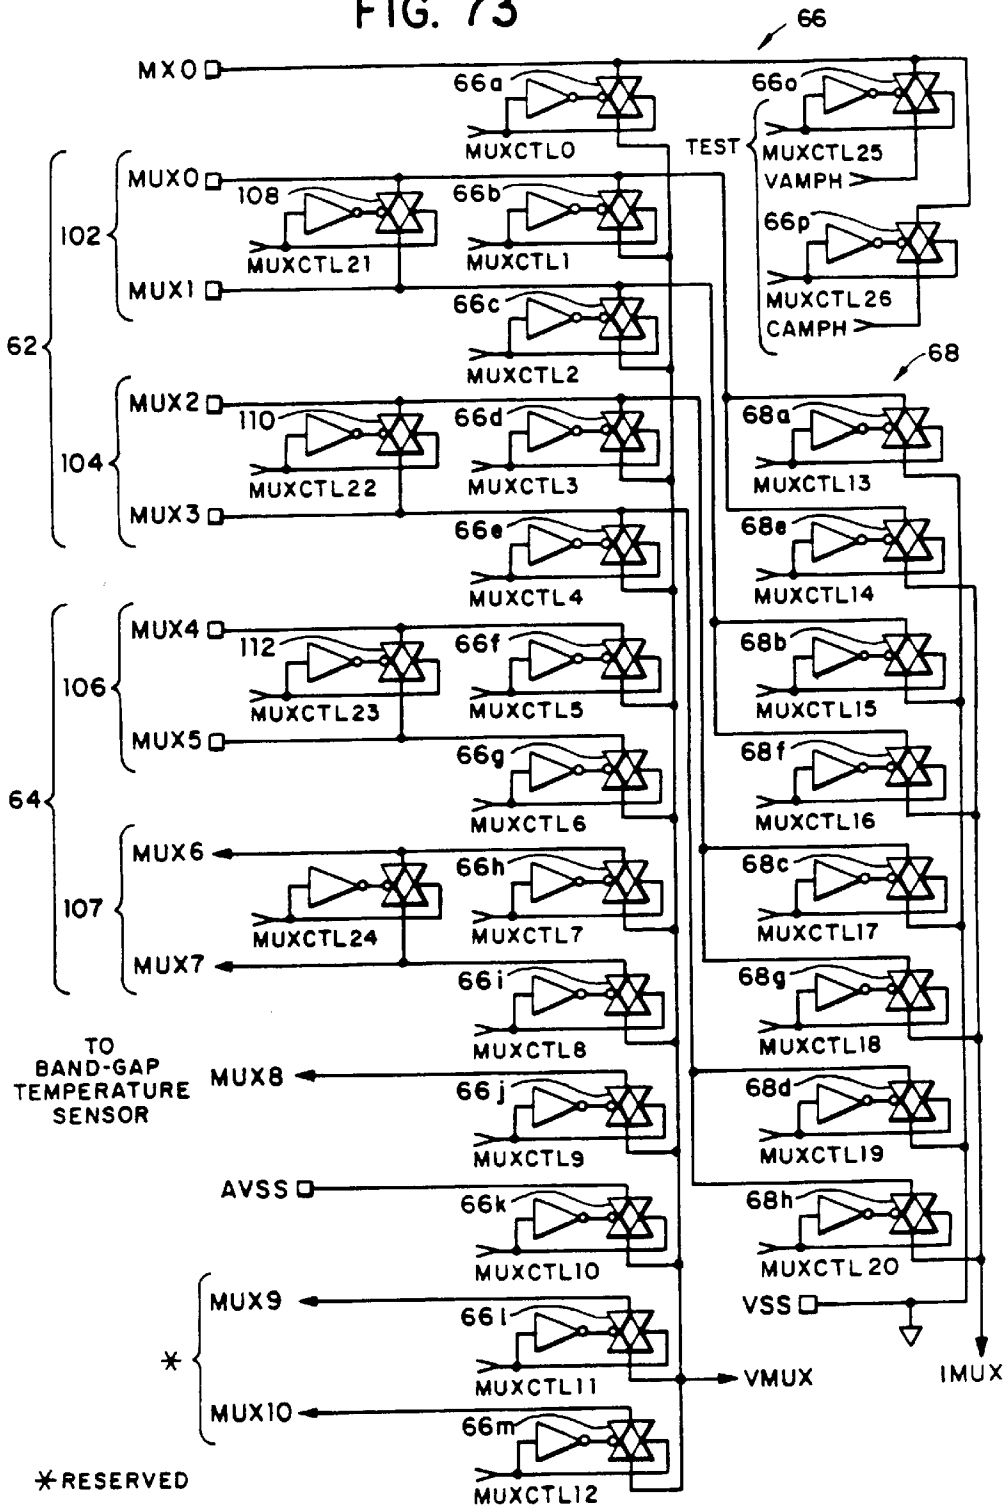 FIG. 73
66
MX0
66a
66o
MUXCTL0
TEST
MUXCTL25
VAMPH
62
102
MUX0
108
66b
MUXCTL21
MUXCTL1
66p
MUXCTL26
CAMPH
MUX1
66c
MUXCTL2
68
104
MUX2
110
66d
68a
MUXCTL22
MUXCTL3
MUXCTL13
MUX3
66e
68e
MUXCTL4
MUXCTL14
64
106
MUX4
112
66f
68b
MUXCTL23
MUXCTL5
MUXCTL15
MUX5
66g
68f
MUXCTL6
MUXCTL16
107
MUX6
66h
68c
MUXCTL24
MUXCTL7
MUXCTL17
MUX7
66i
68g
MUXCTL8
MUXCTL18
TO
BAND-GAP
TEMPERATURE
SENSOR
MUX8
66j
68d
MUXCTL9
MUXCTL19
AVSS
66k
68h
MUXCTL10
MUXCTL20
*
MUX9
66l
VSS
MUXCTL11
VMUX
IMUX
MUX10
66m
MUXCTL12
*RESERVED